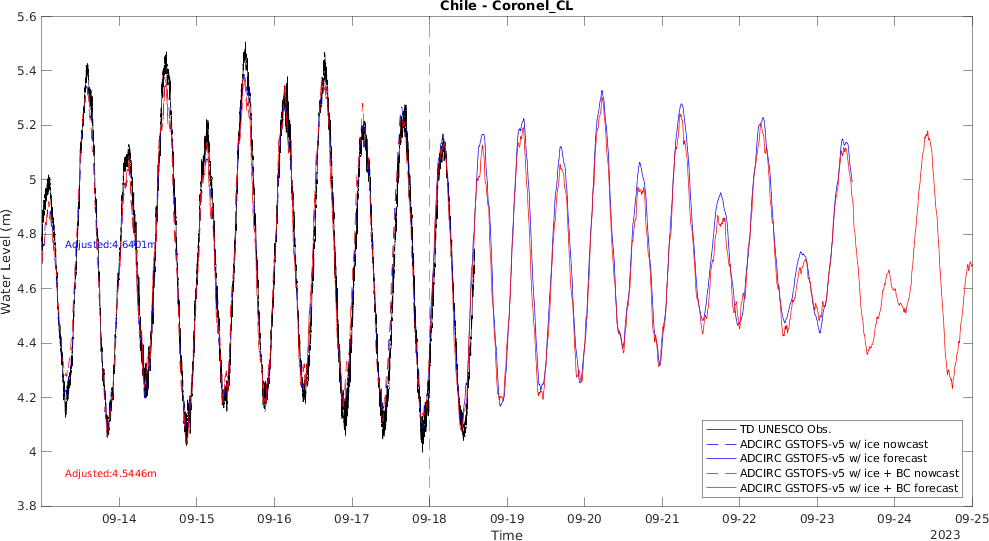 Chile - Coronel_CL
5.6
5.4
5.2
5
4.8
4.6
4.4
4.2
4
3.8
Water Level (m)
Adjusted:4.6401m
Adjusted:4.5446m
TD UNESCO Obs.
ADCIRC GSTOFS-v5 w/ ice nowcast
ADCIRC GSTOFS-v5 w/ ice forecast
ADCIRC GSTOFS-v5 w/ ice + BC nowcast
ADCIRC GSTOFS-v5 w/ ice + BC forecast
09-14 09-15 09-16 09-17 09-18 09-19 09-20 09-21 09-22 09-23 09-24 09-25
Time
2023